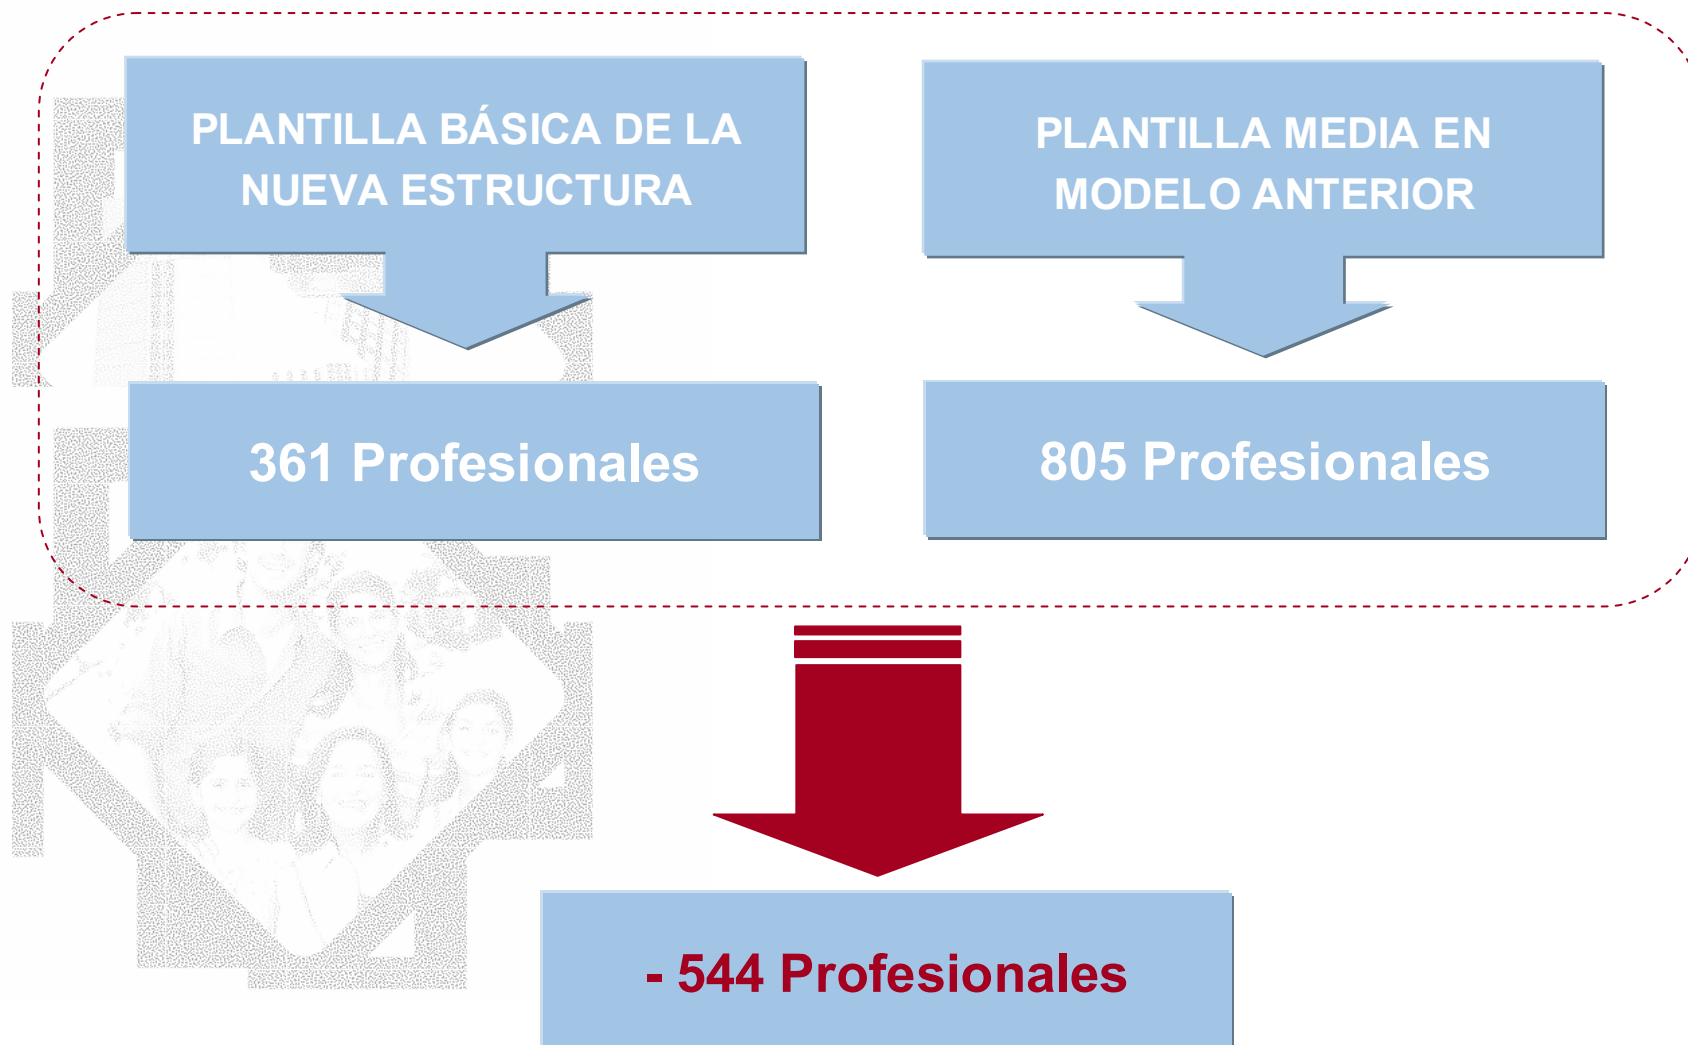 PLANTILLA BÁSICA DE LA
NUEVA ESTRUCTURA
PLANTILLA MEDIA EN
MODELO ANTERIOR
361 Profesionales
805 Profesionales
- 544 Profesionales